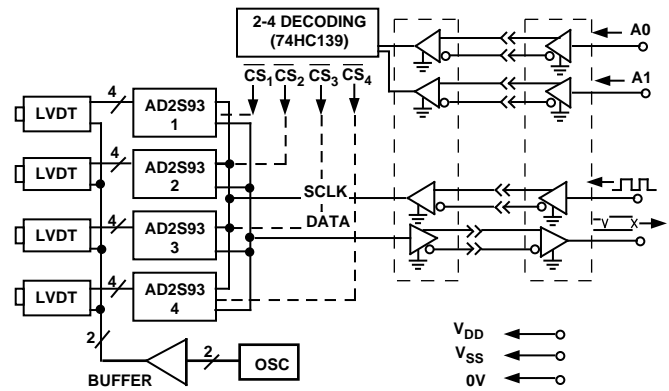 2-4 DECODING
(74HC139)
A0
A1
CS1 CS2 CS3 CS4
LVDT 4 AD2S93 1
LVDT 4 AD2S93 2
SCLK
LVDT 4 AD2S93 3
DATA
V X
LVDT 4 AD2S93 4
2
BUFFER
2
OSC
VDD
VSS
0V